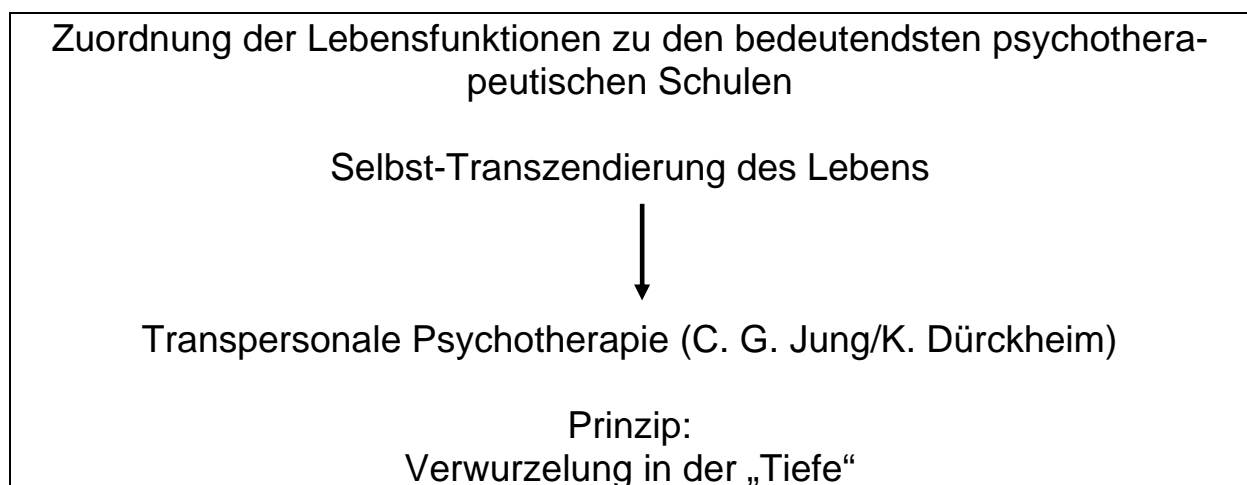 Zuordnung der Lebensfunktionen zu den bedeutendsten psychothera-
peutischen Schulen
Selbst-Transzendierung des Lebens
Transpersonale Psychotherapie (C. G. Jung/K. Dürckheim)
Prinzip:
Verwurzelung in der „Tiefe“